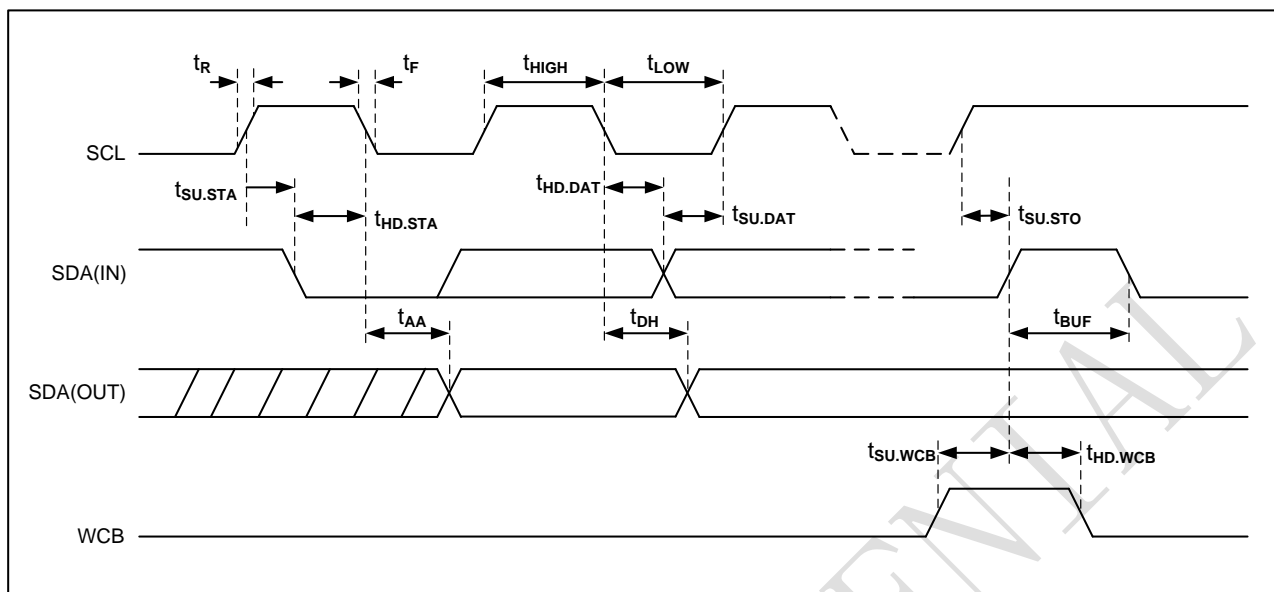 tR
tF
tHIGH
tLOW
SCL
tSU.STA
tHD.STA
tHD.DAT
tSU.DAT
tSU.STO
SDA(IN)
tAA
tDH
tBUF
SDA(OUT)
tSU.WCB
tHD.WCB
WCB
ENIAL